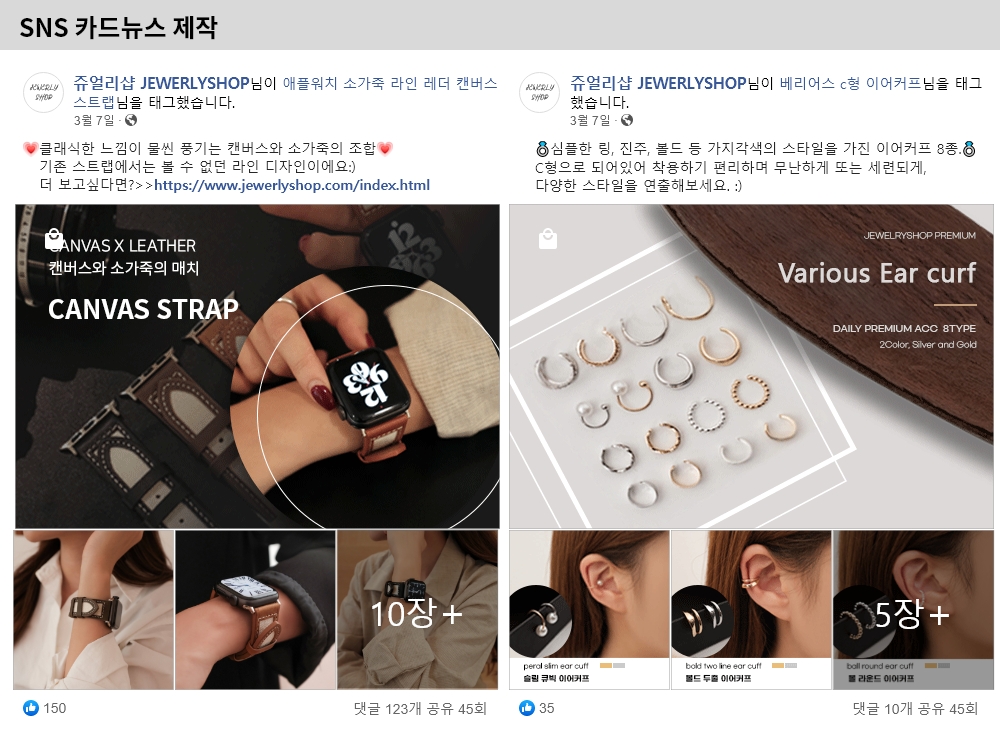 SNS 카드뉴스 제작
JEWERLY
SHOP
쥬얼리샵 JEWERLYSHOP님이 애플워치 소가죽 라인 레더 캔버스
스트랩님을 태그했습니다.
3월 7일 ·
💗클래식한 느낌이 물씬 풍기는 캔버스와 소가죽의 조합💗
기존 스트랩에서는 볼 수 없던 라인 디자인이에요:)
더 보고싶다면?>>https://www.jewerlyshop.com/index.html
CANVAS X LEATHER
캔버스와 소가죽의 매치
CANVAS STRAP
10장+
150
댓글 123개 공유 45회
JEWERLY
SHOP
쥬얼리샵 JEWERLYSHOP님이 베리어스 c형 이어커프님을 태그
했습니다.
3월 7일 ·
💍심플한 링, 진주, 볼드 등 가지각색의 스타일을 가진 이어커프 8종.💍
C형으로 되어있어 착용하기 편리하며 무난하게 또는 세련되게,
다양한 스타일을 연출해보세요. :)
JEWELRYSHOP PREMIUM
Various Ear curf
DAILY PREMIUM ACC 8TYPE
2Color, Silver and Gold
perol slim ear cuff
슬림 큐빅 이어커프
bold two line ear cuff
볼드 두줄 이어커프
5장+
ball round ear cuff
볼 라운드 이어커프
35
댓글 10개 공유 45회